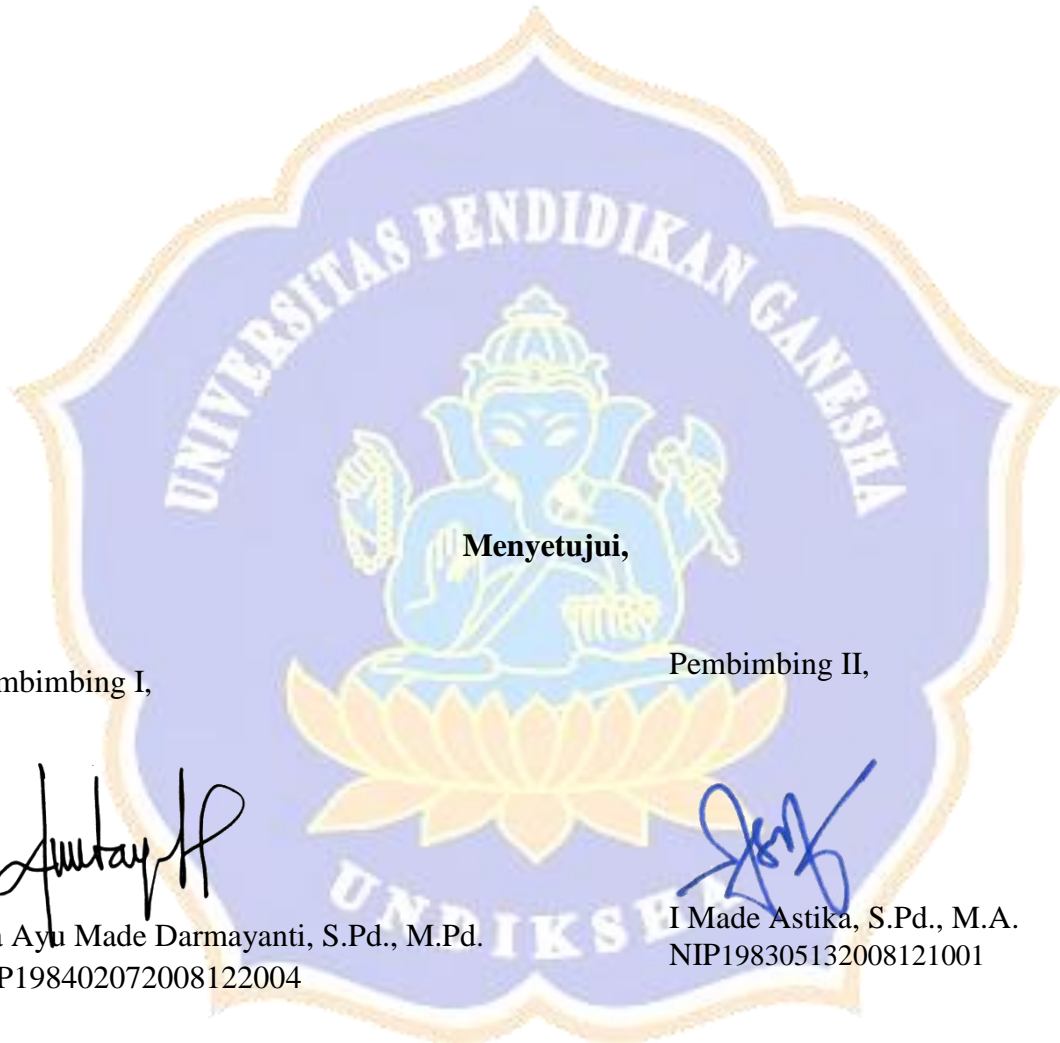 UNIVERSITAS PENDIDIKAN GANESHA
Menyetujui,
mbimbing I,
Pembimbing II,
Ayu Made Darmayanti, S.Pd., M.Pd.
P198402072008122004
I Made Astika, S.Pd., M.A.
NIP198305132008121001
UNDIKSHA